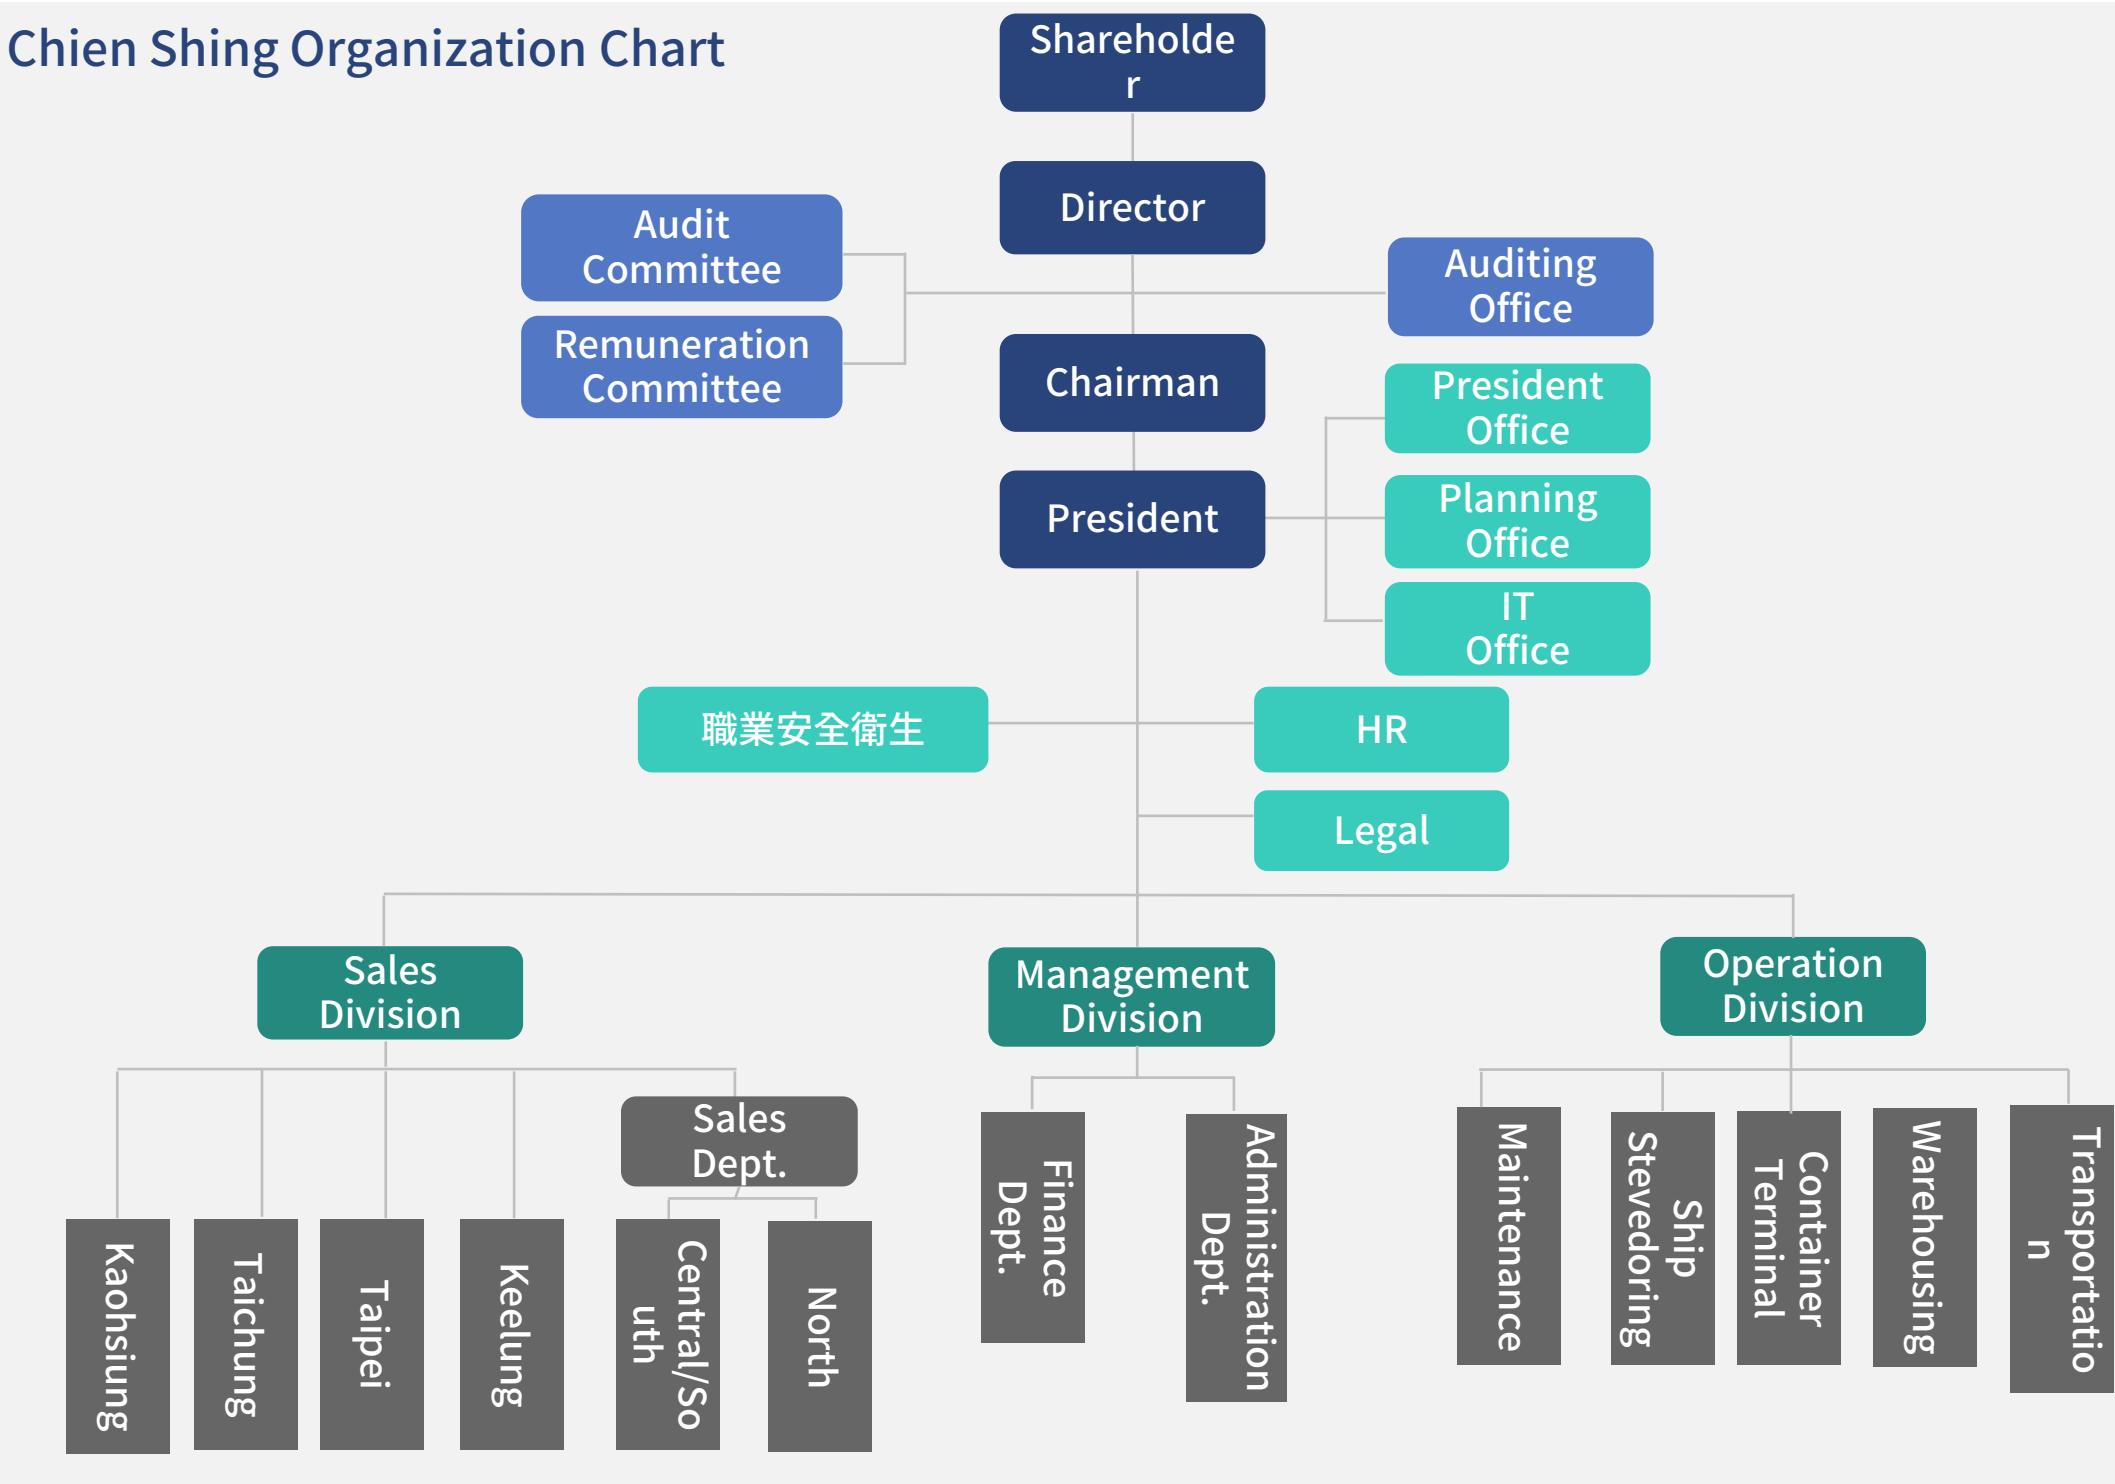 Chien Shing Organization Chart
Shareholde
r
Director
Audit
Committee
Auditing
Office
Remuneration
Committee
Chairman
President
Office
President
Planning
Office
IT
Office
職業安全衛生
HR
Legal
Sales
Division
Management
Division
Operation
Division
Sales
Dept.
Kaohsiung
Taichung
Taipei
Keelung
Central/So
uth
North
Finance
Dept.
Administration
Dept.
Maintenance
Ship
Stevedoring
Container
Terminal
Warehousing
Transportatio
n